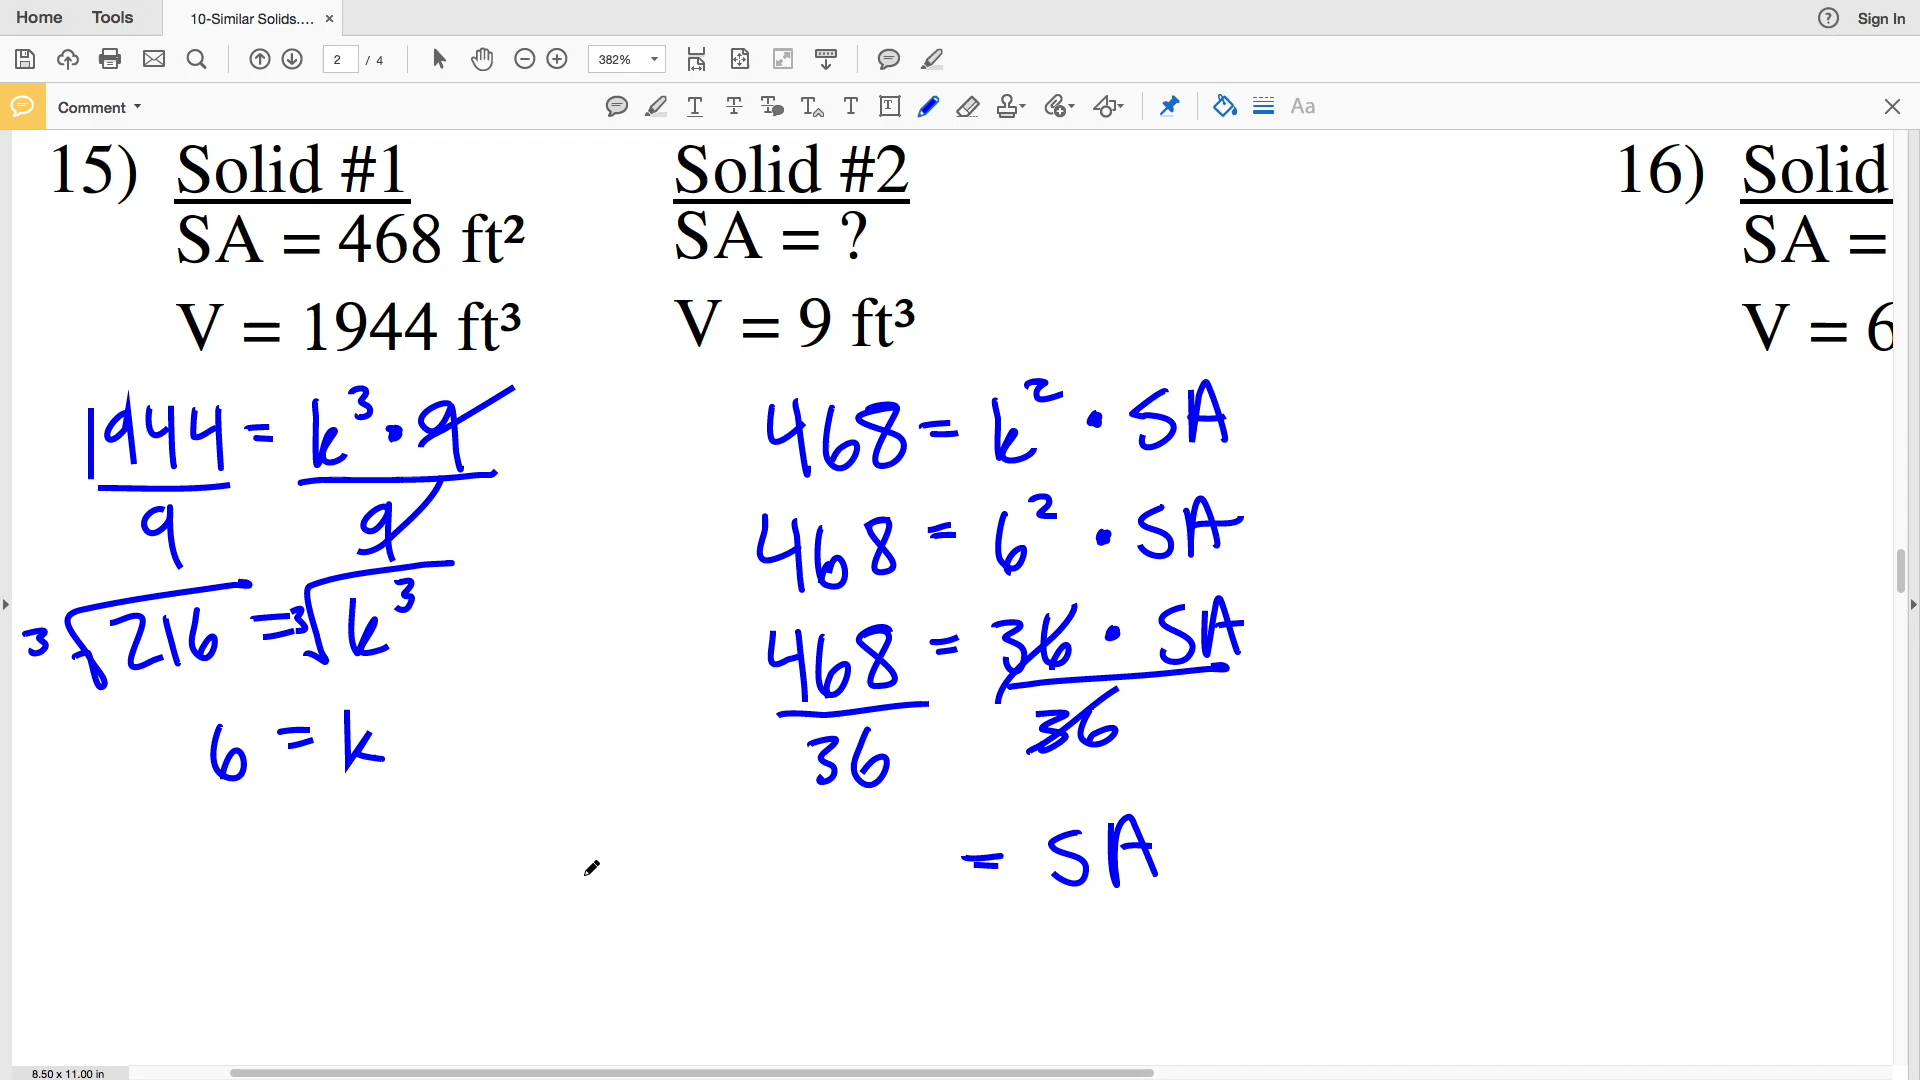 Home Tools 10-Similar Solids.... × Sign In
2 / 4 382%
Comment Aa
15) Solid #1 Solid #2 16) Solid
SA = 468 ft² SA = ? SA =
V = 1944 ft³ V = 9 ft³ V = 6
1944 = k³ • 9 468 = k² • SA
9 9 468 = 6² • SA
³√216 = ³√k³ 468 = 36 • SA
6 = k 36 36
= SA
8.50 x 11.00 in